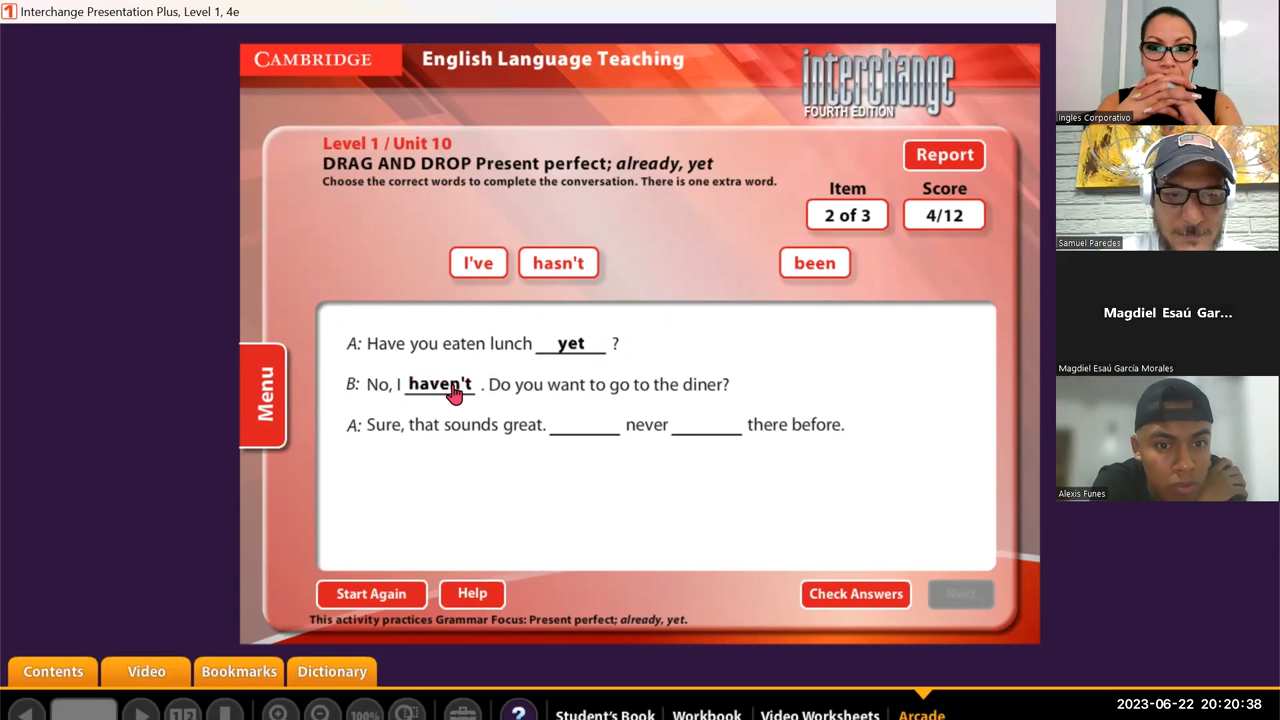 Interchange Presentation Plus, Level 1, 4e
CAMBRIDGE
English Language Teaching
interchange
FOURTH EDITION
Level 1 / Unit 10
DRAG AND DROP Present perfect; already, yet
Choose the correct words to complete the conversation. There is one extra word.
Report
Item
Score
2 of 3
4/12
I've
hasn't
been
A: Have you eaten lunch yet ?
B: No, I haven't . Do you want to go to the diner?
A: Sure, that sounds great. ________ never ________ there before.
Menu
Start Again
Help
Check Answers
Next
This activity practices Grammar Focus: Present perfect; already, yet.
Contents
Video
Bookmarks
Dictionary
100%
?
Student's Book
Workbook
Video Worksheets
Arcade
Ingles Corporativo
Samuel Paredes
Magdiel Esaú Gar...
Magdiel Esaú García Morales
Alexis Funes
2023-06-22 20:20:38